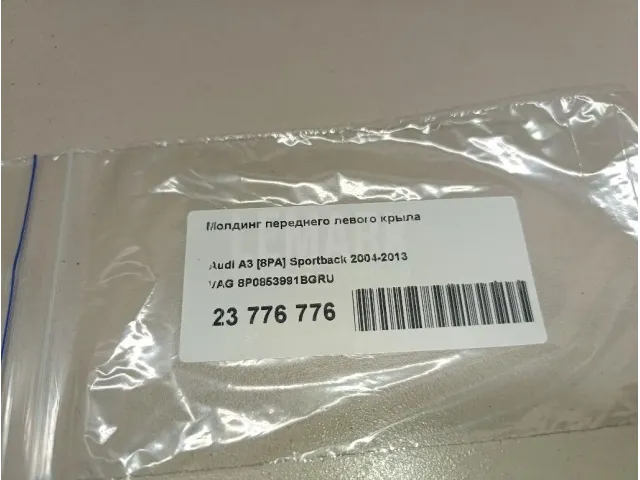 Молдинг переднего левого крыла
Audi A3 [8PA] Sportback 2004-2013
VAG 8P0853991BGRU
23 776 776